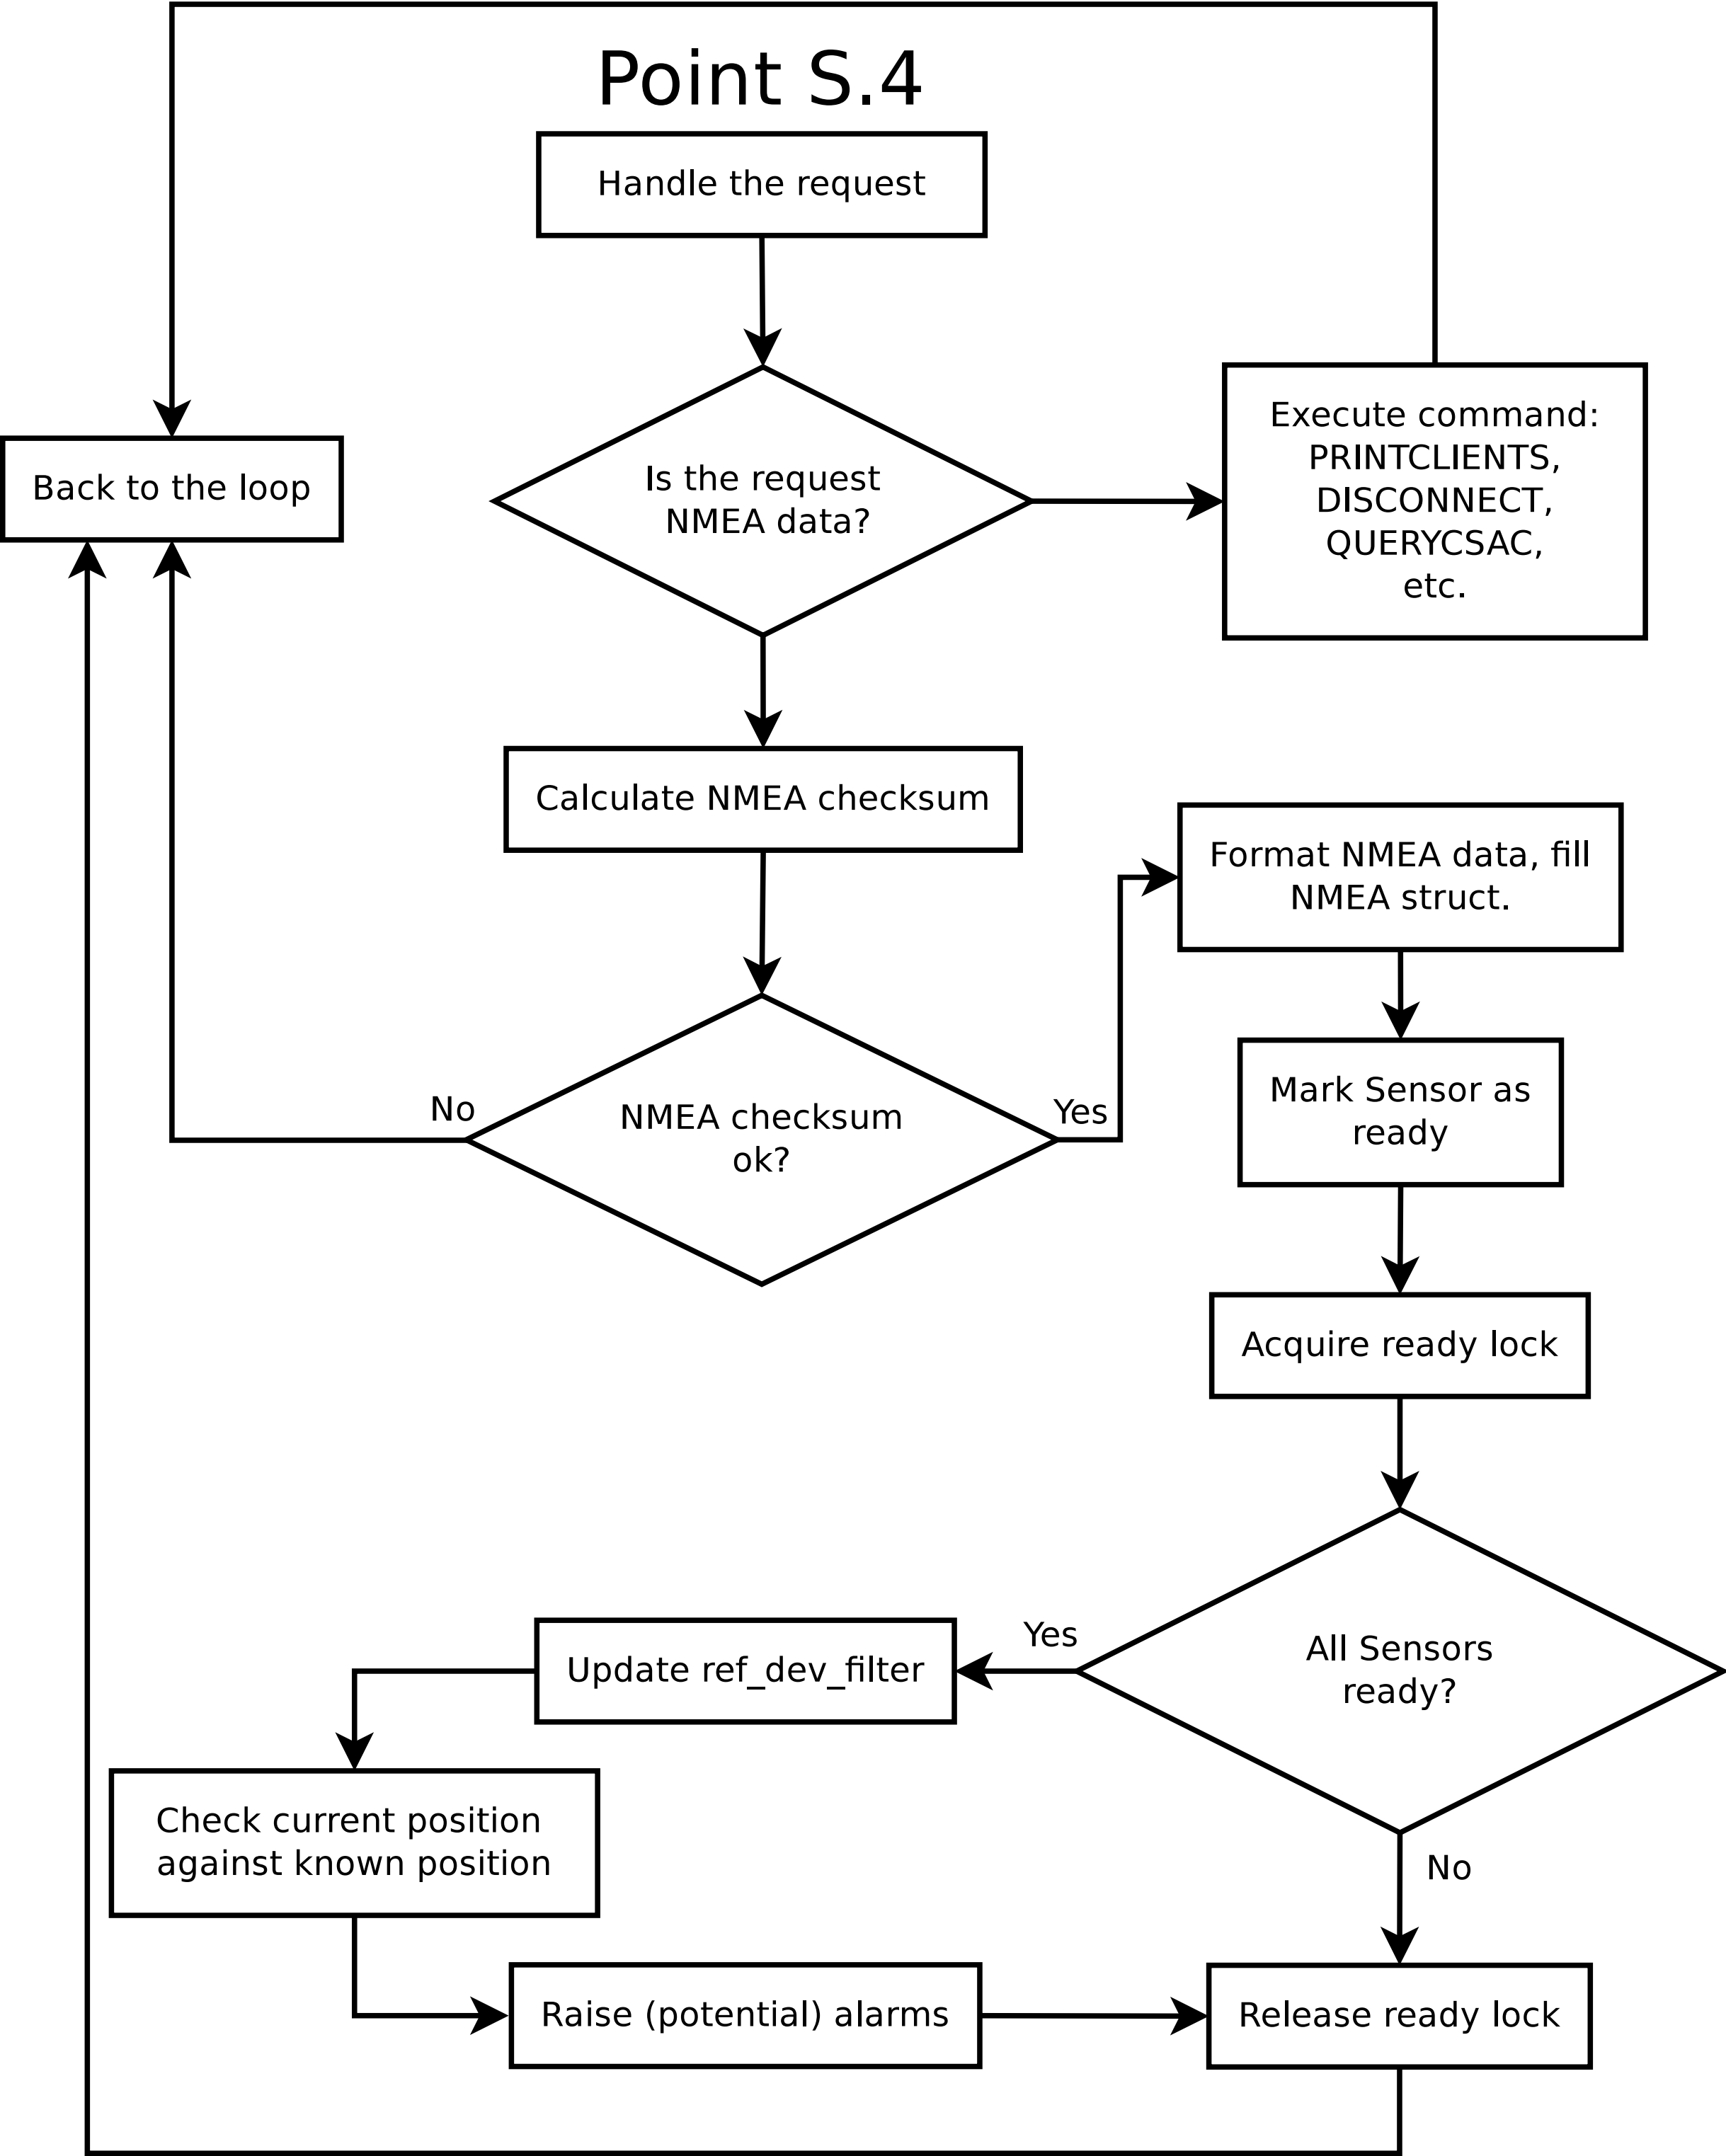 Point S.4
Handle the request
Back to the loop
Is the request
NMEA data?
Execute command:
PRINTCLIENTS,
DISCONNECT,
QUERYCSAC,
etc.
Calculate NMEA checksum
Format NMEA data, fill
NMEA struct.
No
NMEA checksum
ok?
Yes
Mark Sensor as
ready
Acquire ready lock
All Sensors
ready?
Yes
Update ref_dev_filter
No
Check current position
against known position
Raise (potential) alarms
Release ready lock